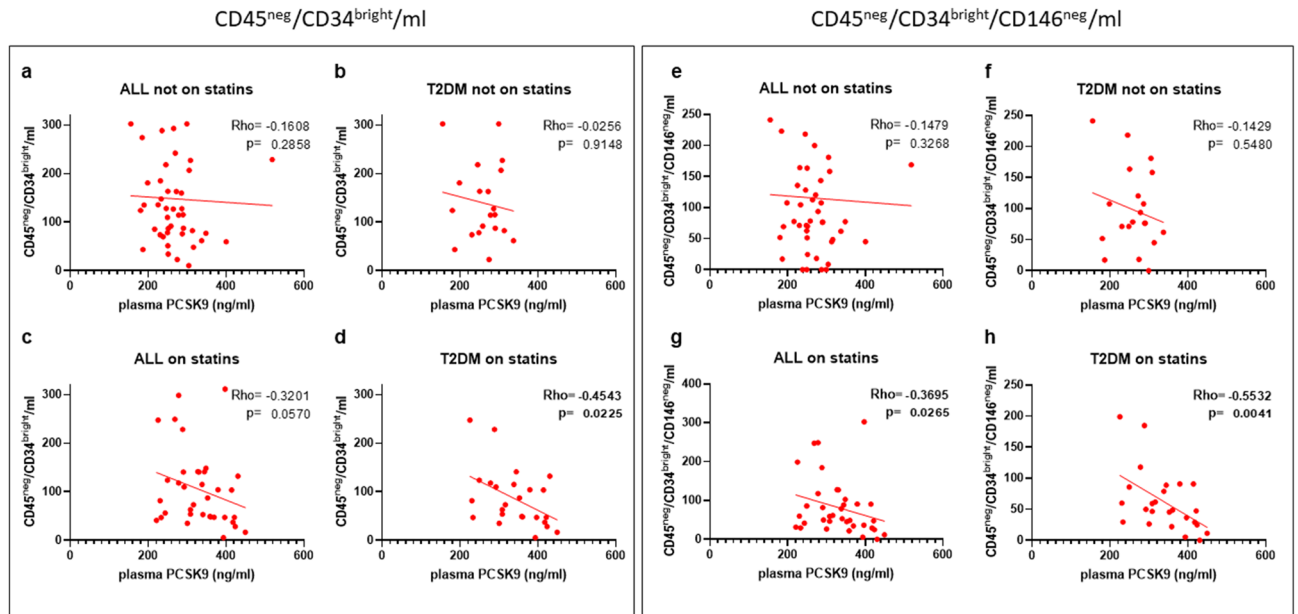 CD45neg/CD34bright/ml
CD45neg/CD34bright/CD146neg/ml
a
ALL not on statins
Rho= -0.1608
p= 0.2858
CD45neg/CD34bright/ml
300
200
100
0
0 200 400 600
plasma PCSK9 (ng/ml)
b
T2DM not on statins
Rho= -0.0256
p= 0.9148
300
200
100
0
0 200 400 600
plasma PCSK9 (ng/ml)
c
ALL on statins
Rho= -0.3201
p= 0.0570
CD45neg/CD34bright/ml
300
200
100
0
0 200 400 600
plasma PCSK9 (ng/ml)
d
T2DM on statins
Rho= -0.4543
p= 0.0225
CD45neg/CD34bright/ml
300
200
100
0
0 200 400 600
plasma PCSK9 (ng/ml)
e
ALL not on statins
Rho= -0.1479
p= 0.3268
CD45neg/CD34bright/CD146neg/ml
250
200
150
100
50
0
0 200 400 600
plasma PCSK9 (ng/ml)
f
T2DM not on statins
Rho= -0.1429
p= 0.5480
CD45neg/CD34bright/CD146neg/ml
250
200
150
100
50
0
0 200 400 600
plasma PCSK9 (ng/ml)
g
ALL on statins
Rho= -0.3695
p= 0.0265
CD45neg/CD34bright/CD146neg/ml
400
300
200
100
0
0 200 400 600
plasma PCSK9 (ng/ml)
h
T2DM on statins
Rho= -0.5532
p= 0.0041
CD45neg/CD34bright/CD146neg/ml
250
200
150
100
50
0
0 200 400 600
plasma PCSK9 (ng/ml)